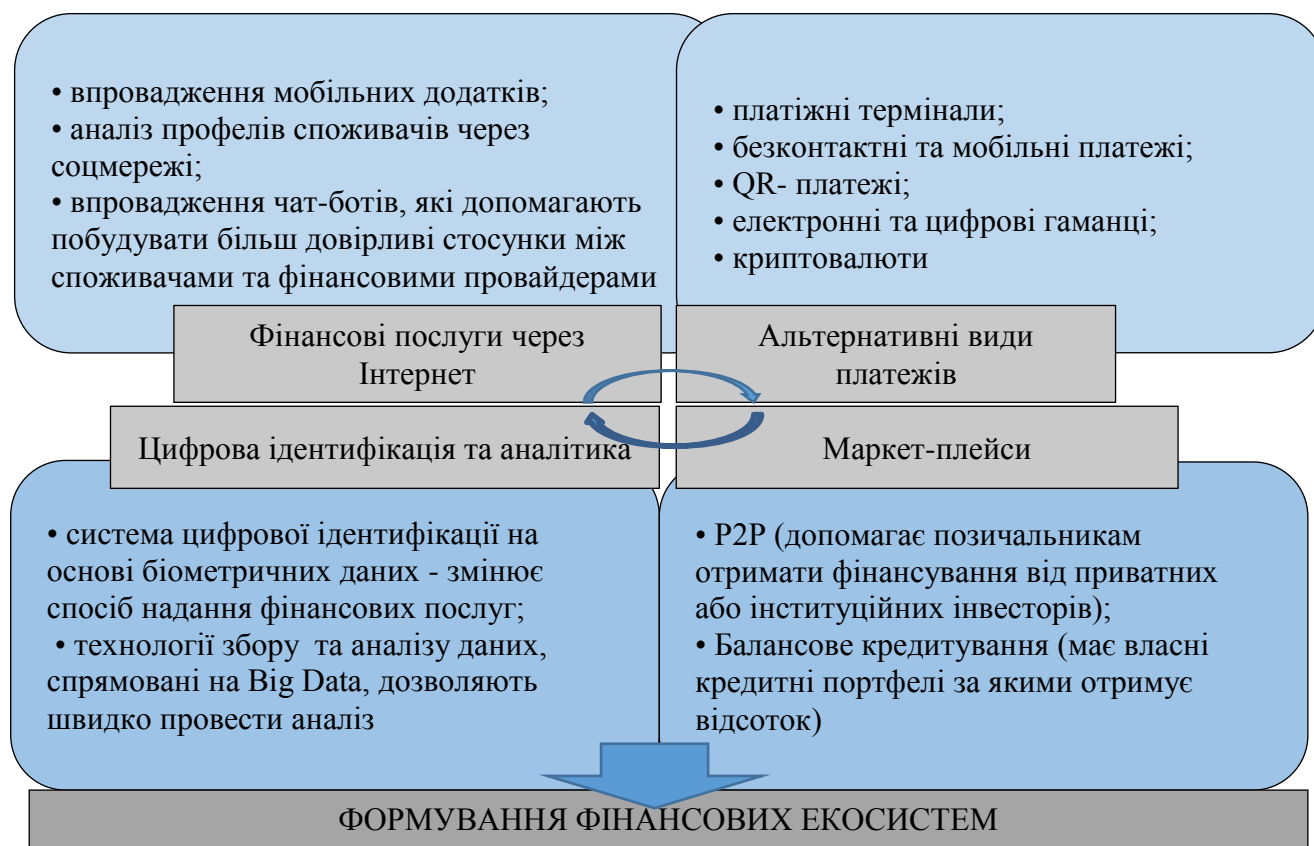 • впровадження мобільних додатків;
• аналіз профелів споживачів через
соцмережі;
• впровадження чат-ботів, які допомагають
побудувати більш довірливі стосунки між
споживачами та фінансовими провайдерами
• платіжні термінали;
• безконтактні та мобільні платежі;
• QR- платежі;
• електронні та цифрові гаманці;
• криптовалюти
Фінансові послуги через
Інтернет
Альтернативні види
платежів
Цифрова ідентифікація та аналітика
Маркет-плейси
• система цифрової ідентифікації на
основі біометричних даних - змінює
спосіб надання фінансових послуг;
• технології збору та аналізу даних,
спрямовані на Big Data, дозволяють
швидко провести аналіз
• P2P (допомагає позичальникам
отримати фінансування від приватних
або інституційних інвесторів);
• Балансове кредитування (має власні
кредитні портфелі за якими отримує
відсоток)
ФОРМУВАННЯ ФІНАНСОВИХ ЕКОСИСТЕМ